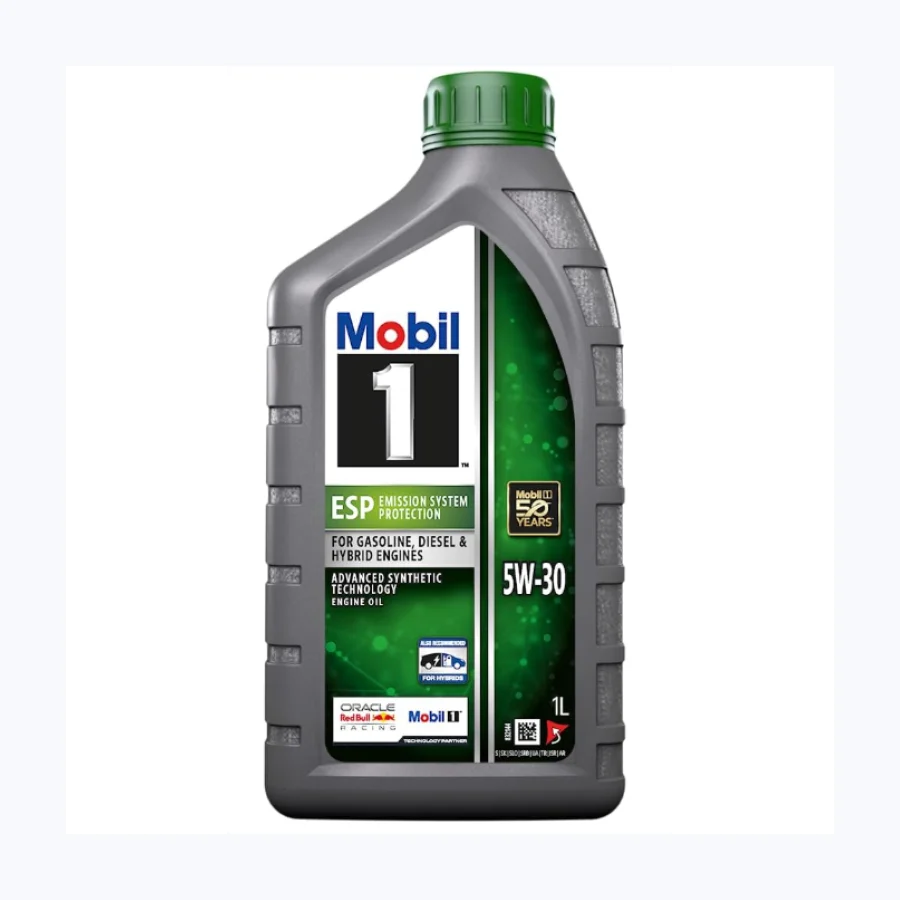 Mobil
1
™
ESP EMISSION SYSTEM
PROTECTION
FOR GASOLINE, DIESEL &
HYBRID ENGINES
ADVANCED SYNTHETIC
TECHNOLOGY
ENGINE OIL
FOR HYBRIDS
ORACLE
Red Bull
RACING
Mobil 1
TECHNOLOGY PARTNER
Mobil 1
50
YEARS
5W-30
1L